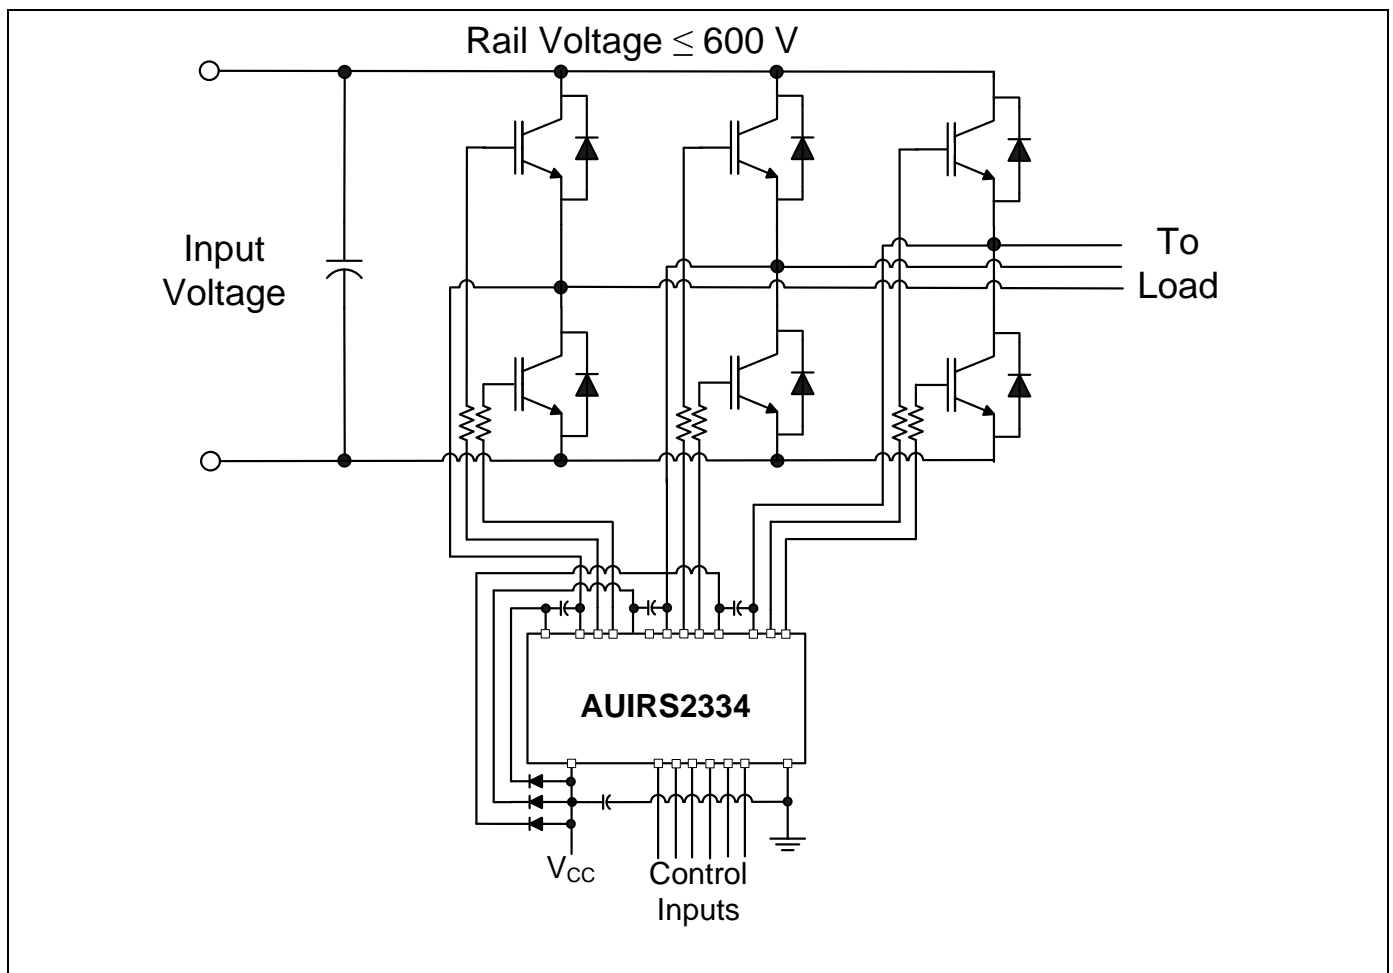 Rail Voltage ≤ 600 V
Input
Voltage
To
Load
AUIRS2334
VCC
Control
Inputs